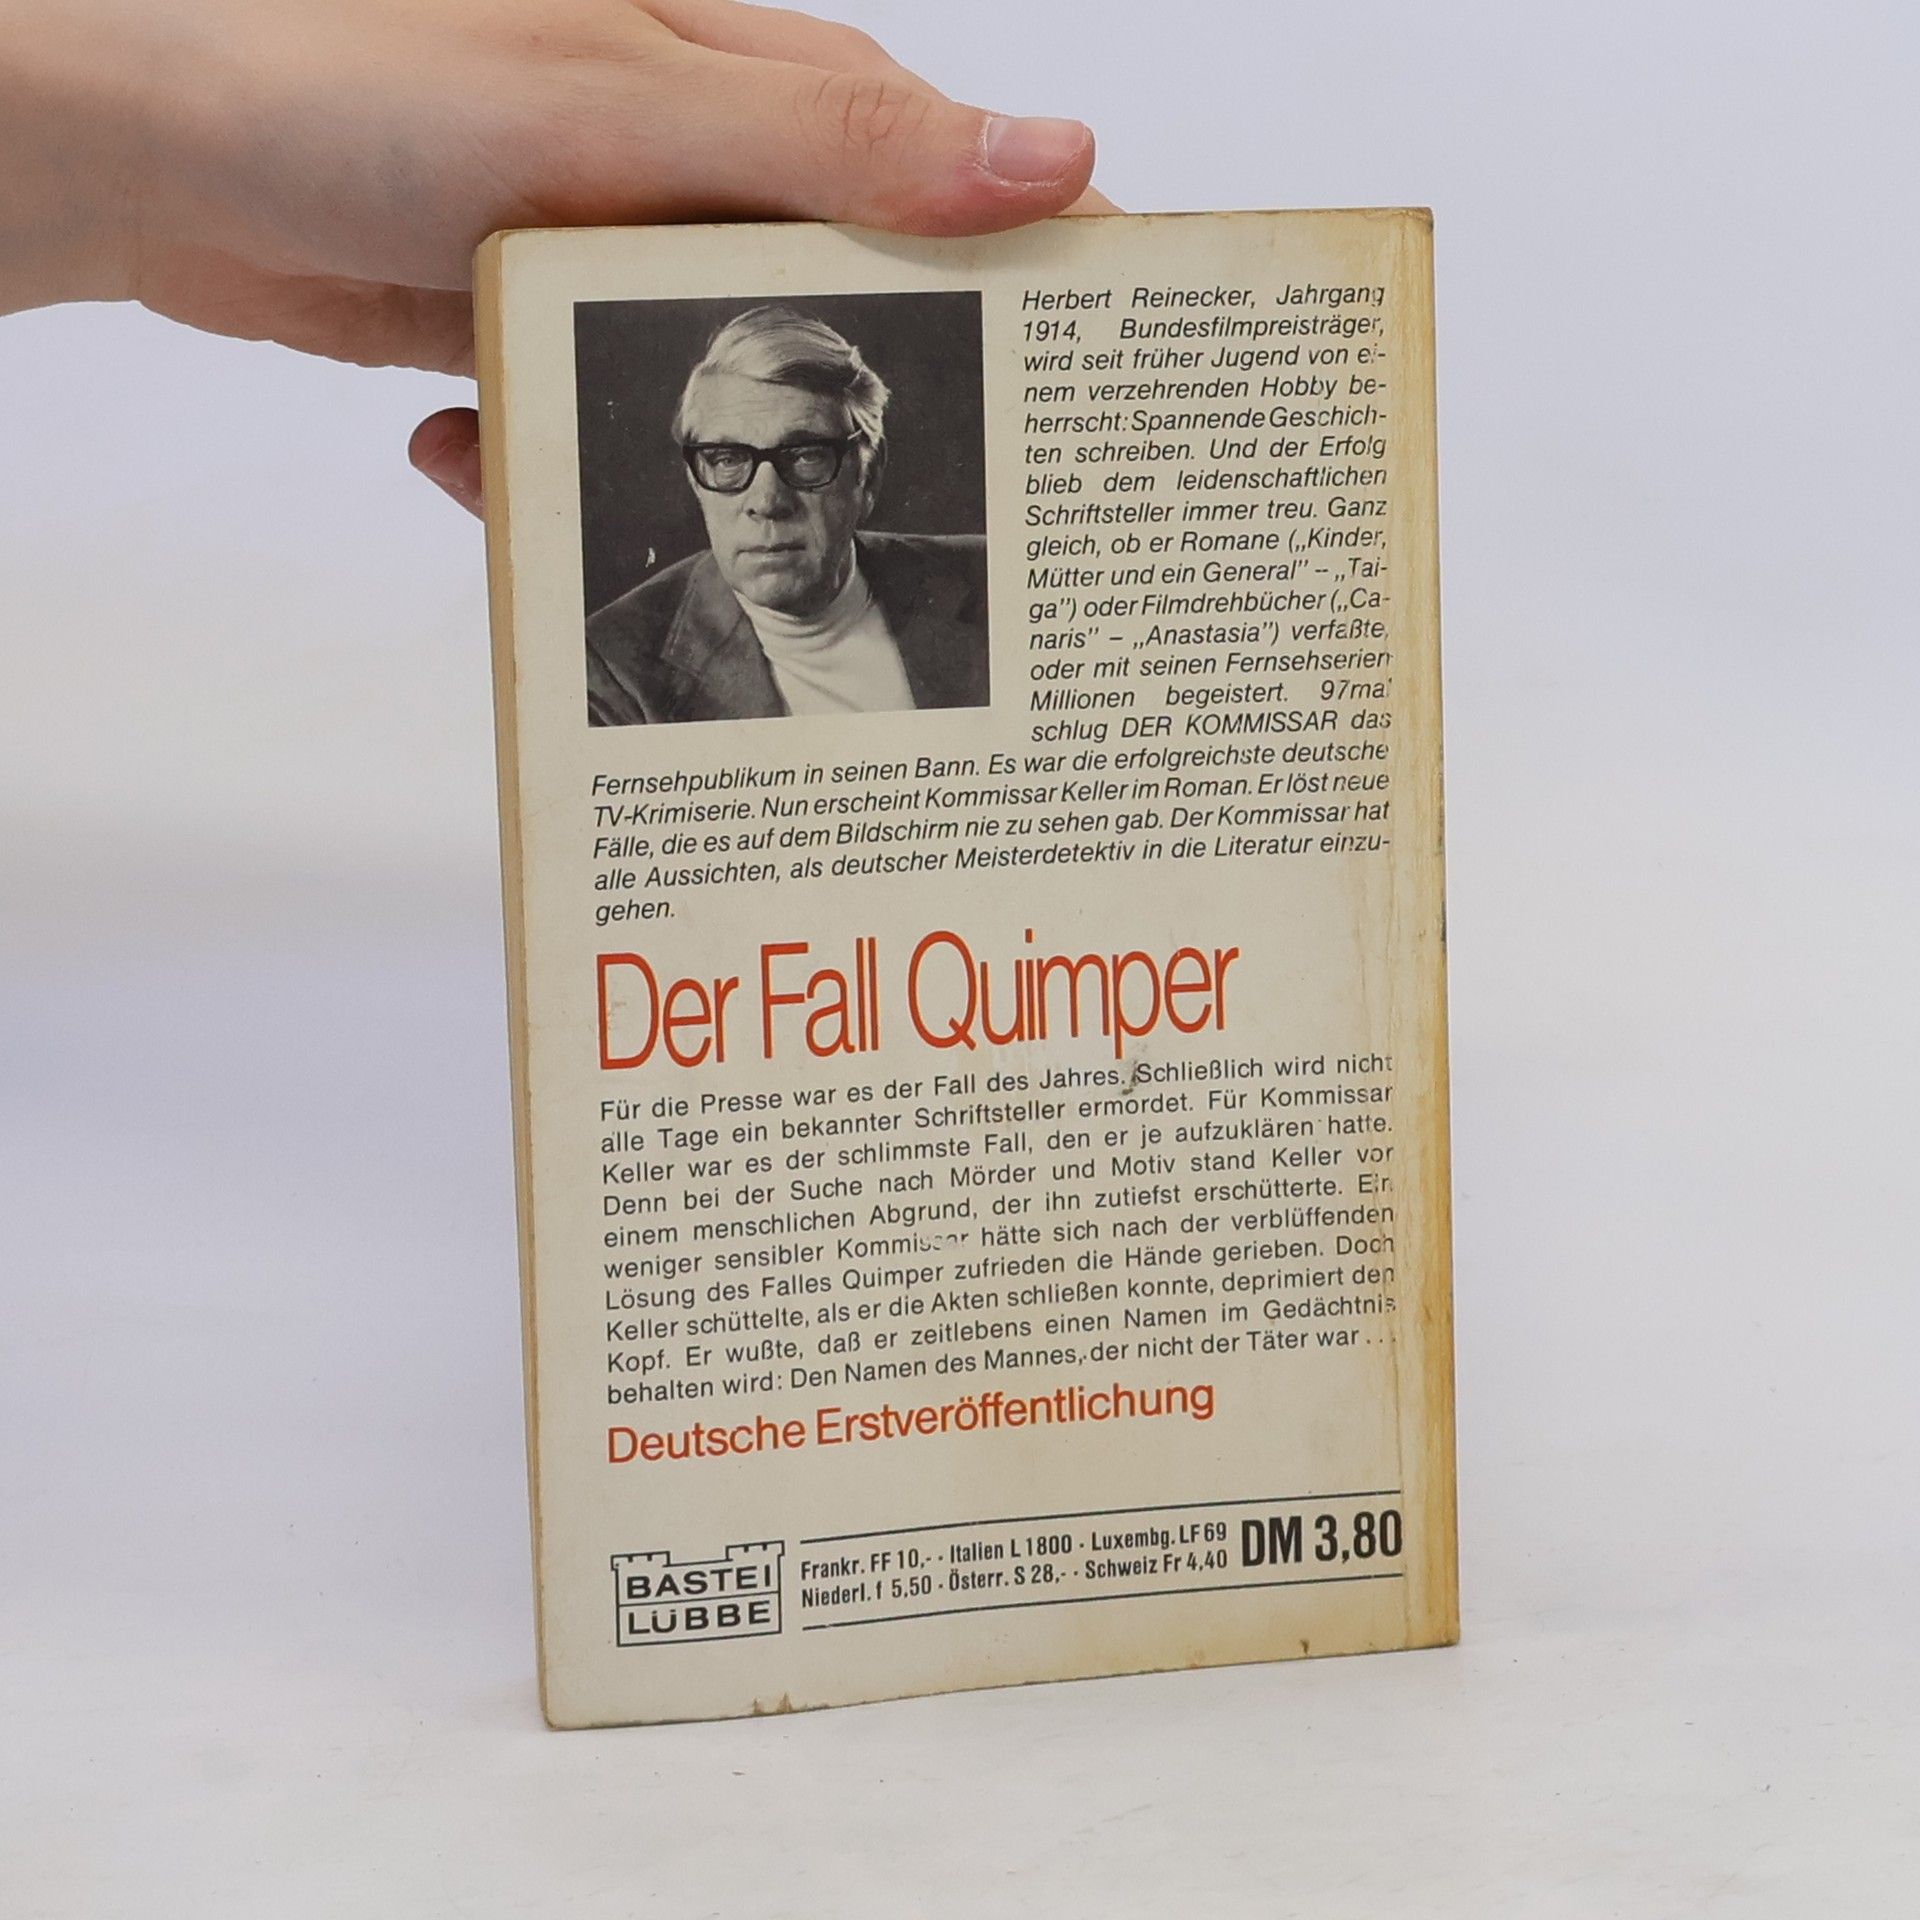 Herbert Reinecker, Jahrgang
1914, Bundesfilmpreisträger,
wird seit früher Jugend von ei-
nem verzehrenden Hobby be-
herrscht: Spannende Geschich-
ten schreiben. Und der Erfolg
blieb dem leidenschaftlichen
Schriftsteller immer treu. Ganz
gleich, ob er Romane („Kinder,
Mütter und ein General” – „Tai-
ga”) oder Filmdrehbücher („Ca-
naris” – „Anastasia”) verfaßte,
oder mit seinen Fernsehserien
Millionen begeistert. 97mal
schlug DER KOMMISSAR das
Fernsehpublikum in seinen Bann. Es war die erfolgreichste deutsche
TV-Krimiserie. Nun erscheint Kommissar Keller im Roman. Er löst neue
Fälle, die es auf dem Bildschirm nie zu sehen gab. Der Kommissar hat
alle Aussichten, als deutscher Meisterdetektiv in die Literatur einzu-
gehen.
Der Fall Quimper
Für die Presse war es der Fall des Jahres. Schließlich wird nicht
alle Tage ein bekannter Schriftsteller ermordet. Für Kommissar
Keller war es der schlimmste Fall, den er je aufzuklären hatte.
Denn bei der Suche nach Mörder und Motiv stand Keller vor
einem menschlichen Abgrund, der ihn zutiefst erschütterte. Ein
weniger sensibler Kommissar hätte sich nach der verblüffenden
Lösung des Falles Quimper zufrieden die Hände gerieben. Doch
Keller schüttelte, als er die Akten schließen konnte, deprimiert den
Kopf. Er wußte, daß er zeitlebens einen Namen im Gedächtnis
behalten wird: Den Namen des Mannes, der nicht der Täter war . . .
Deutsche Erstveröffentlichung
BASTEI
LÜBBE
Frankr. FF 10,- · Italien L 1800 · Luxembg. LF 69
Niederl. f 5,50 · Österr. S 28,- · Schweiz Fr 4,40
DM 3,80